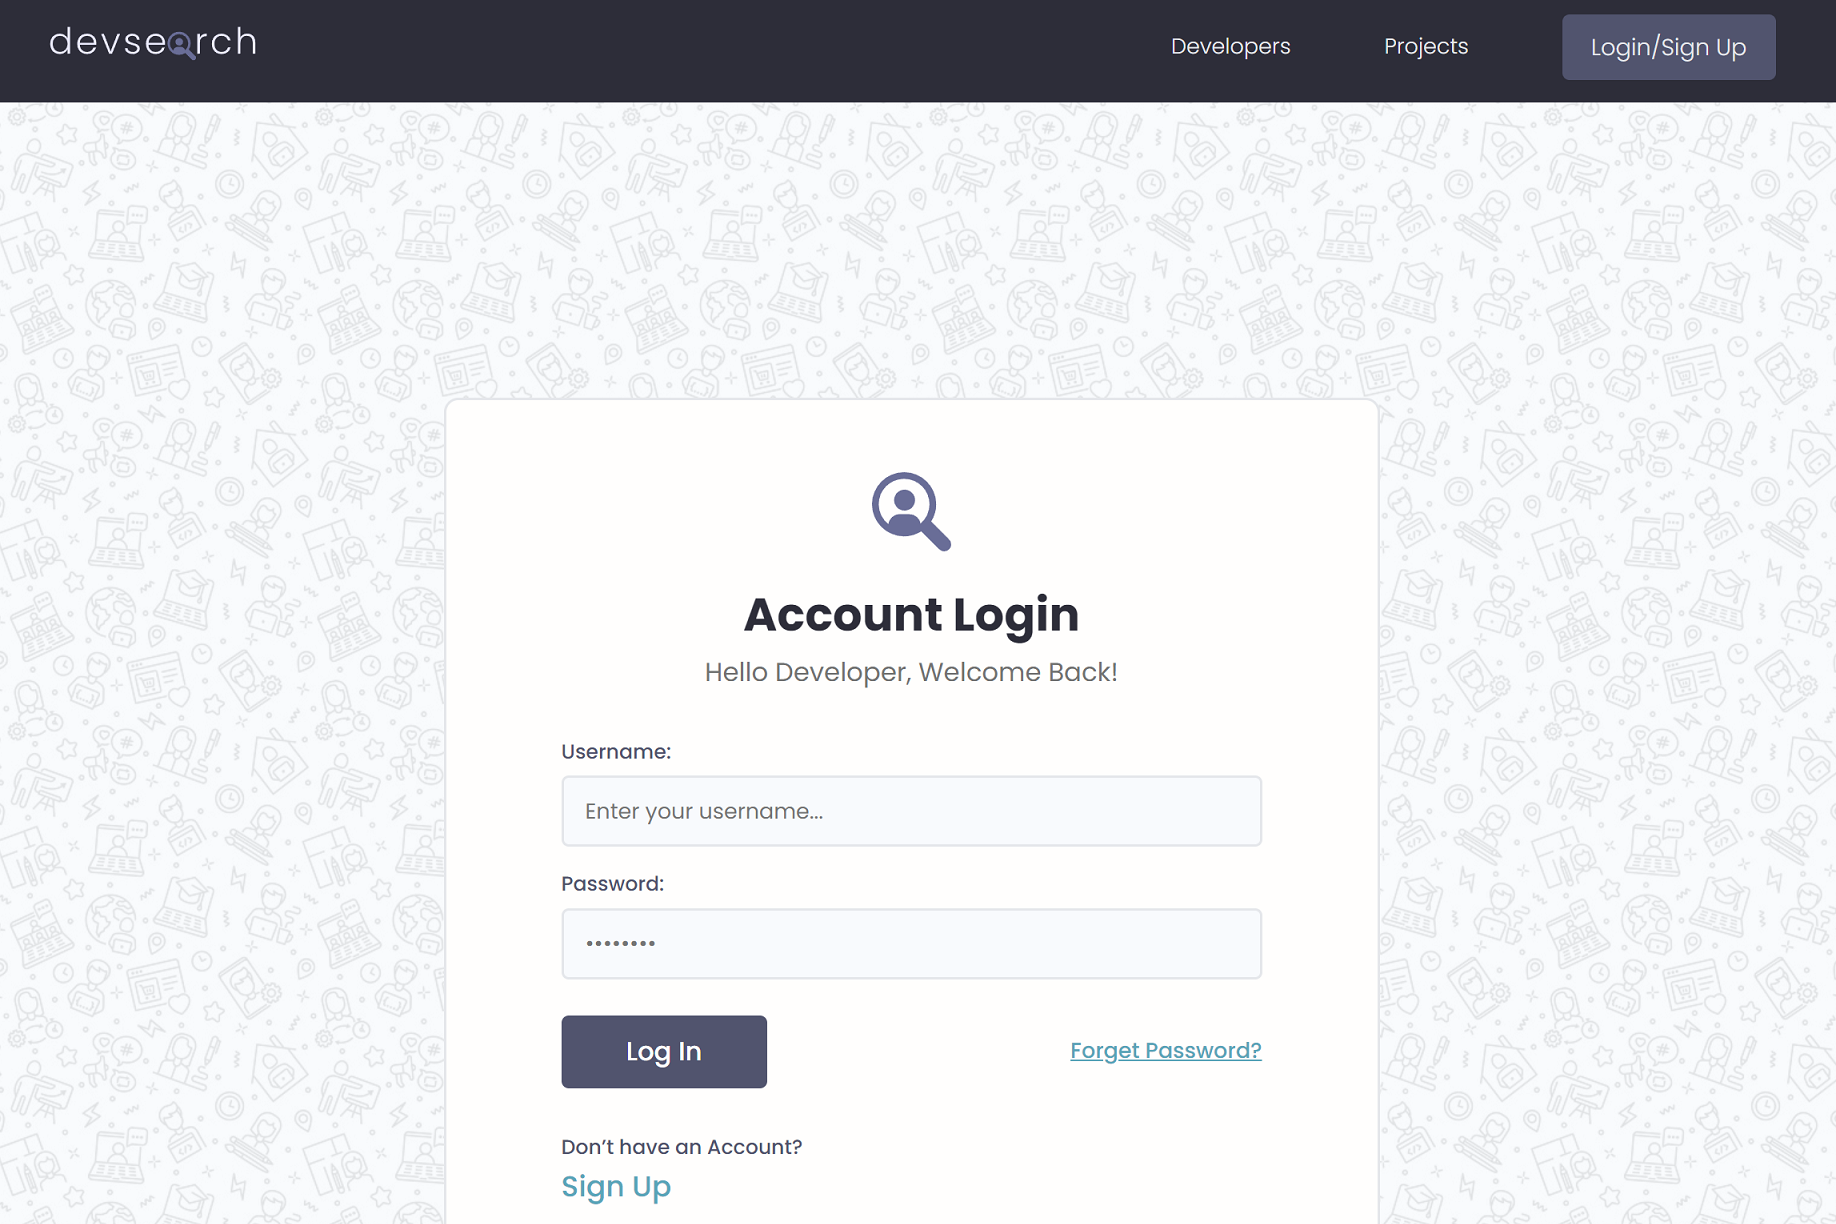 devsearch
Developers
Projects
Login/Sign Up
Account Login
Hello Developer, Welcome Back!
Username:
Enter your username...
Password:
••••••••
Log In
Forget Password?
Don’t have an Account?
Sign Up